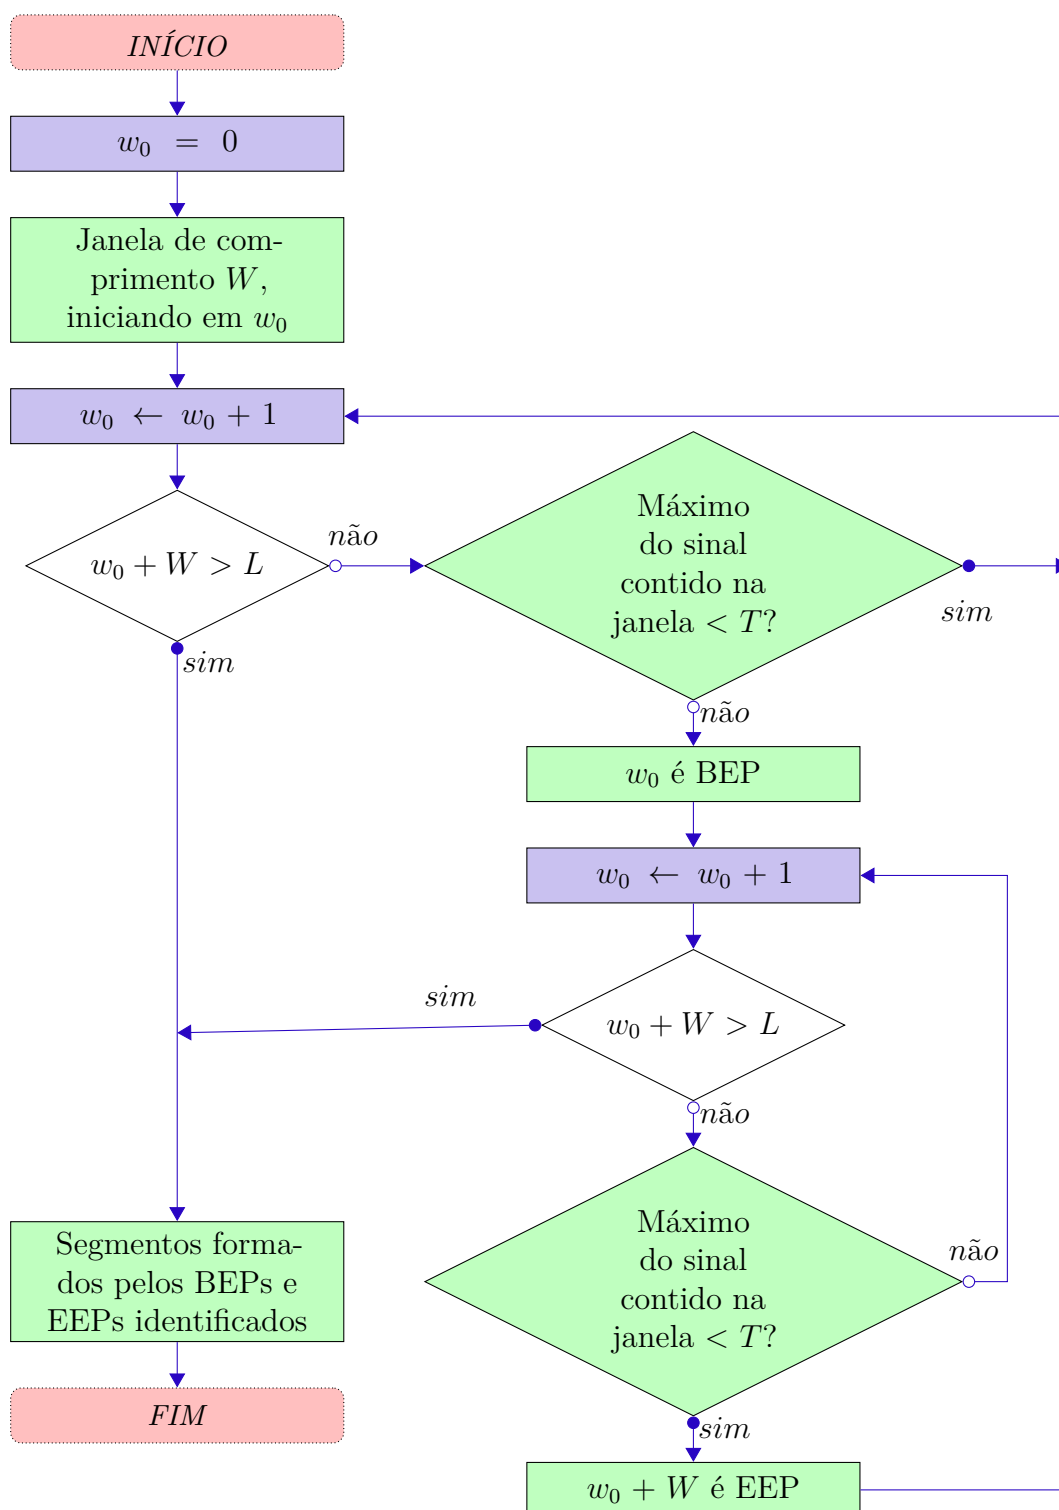 INÍCIO
w₀ = 0
Janela de com-
primento W,
iniciando em w₀
w₀ ← w₀ + 1
w₀ + W > L
não
sim
Máximo
do sinal
contido na
janela < T?
sim
não
w₀ é BEP
w₀ ← w₀ + 1
w₀ + W > L
sim
não
Máximo
do sinal
contido na
janela < T?
não
sim
w₀ + W é EEP
Segmentos forma-
dos pelos BEPs e
EEPs identificados
FIM